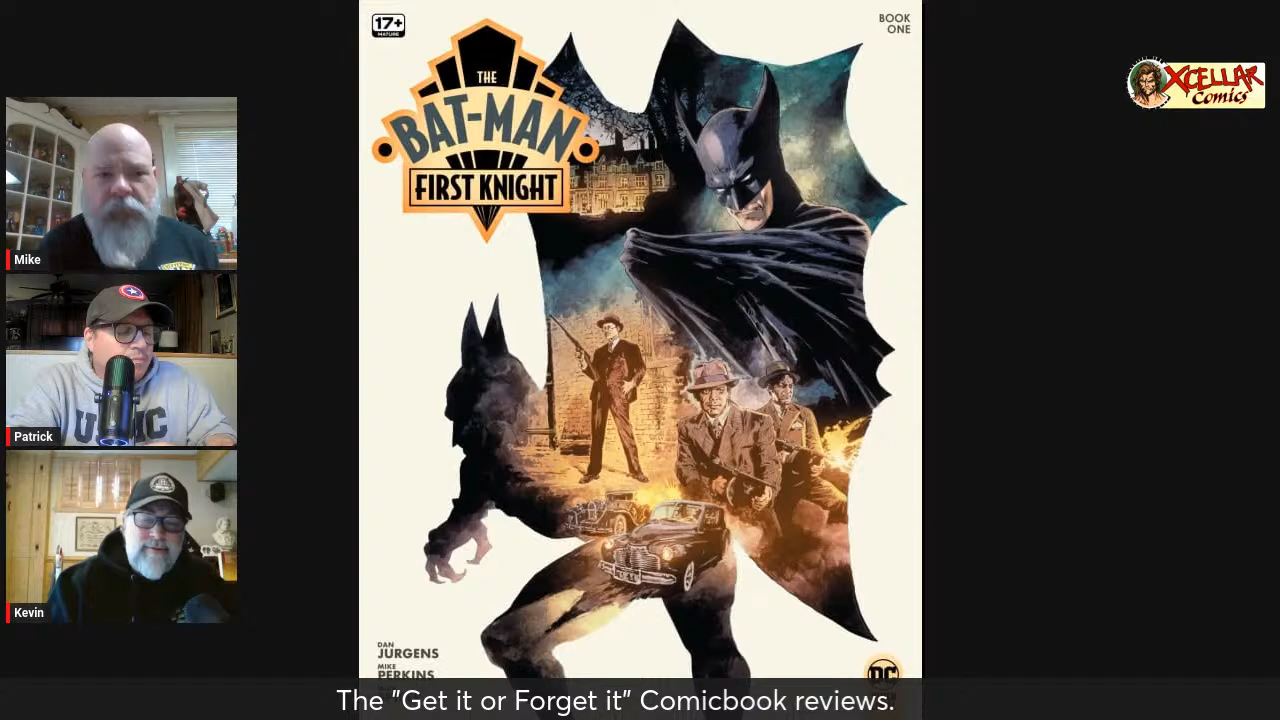 17+
MATURE
THE
BAT-MAN
FIRST KNIGHT
BOOK
ONE
XCELLAR
Comics
Mike
Patrick
Kevin
DAN
JURGENS
MIKE
PERKINS
DC
The "Get it or Forget it" Comicbook reviews.